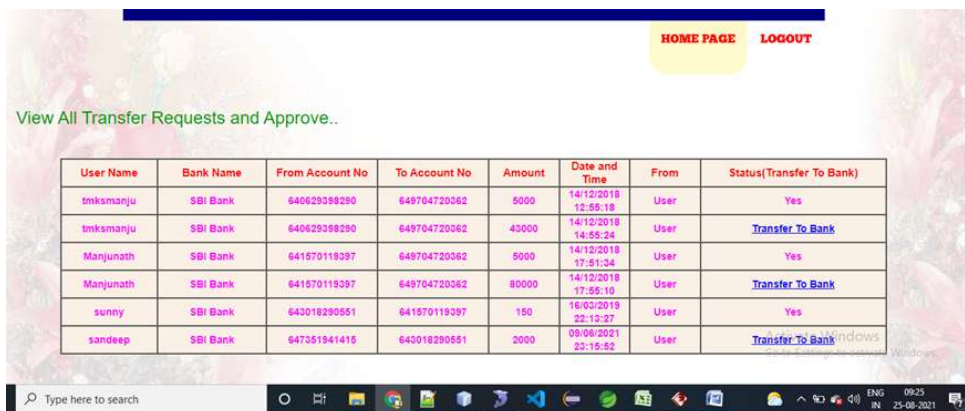 HOME PAGE LOGOUT
View All Transfer Requests and Approve..
User Name Bank Name From Account No To Account No Amount Date and Time From Status(Transfer To Bank)
tmksmanju SBI Bank 640629398290 649704720362 5000 14/12/2018 12:55:18 User Yes
tmksmanju SBI Bank 640629398290 649704720362 43000 14/12/2018 14:55:24 User Transfer To Bank
Manjunath SBI Bank 641570119397 649704720362 5000 14/12/2018 17:51:34 User Yes
Manjunath SBI Bank 641570119397 649704720362 80000 14/12/2018 17:55:10 User Transfer To Bank
sunny SBI Bank 643018290551 641570119397 150 16/03/2019 22:13:27 User Yes
sandeep SBI Bank 647351941415 643018290551 2000 09/06/2021 23:15:52 User Transfer To Bank
Activate Windows
Go to Settings to activate Windows.
Type here to search ENG 09:25
IN 25-08-2021